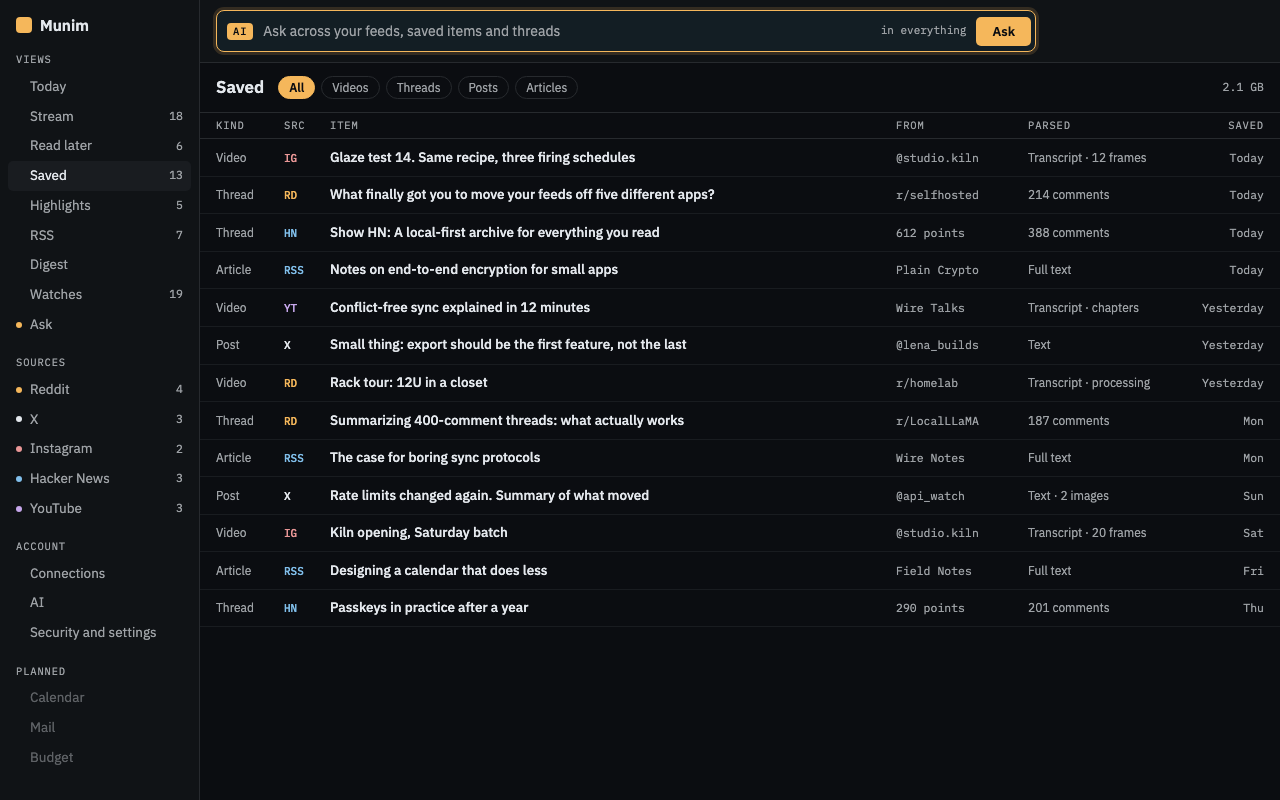 Munim
VIEWS
Today
Stream 18
Read later 6
Saved 13
Highlights 5
RSS 7
Digest
Watches 19
Ask
SOURCES
Reddit 4
X 3
Instagram 2
Hacker News 3
YouTube 3
ACCOUNT
Connections
AI
Security and settings
PLANNED
Calendar
Mail
Budget
AI Ask across your feeds, saved items and threads in everything Ask
Saved All Videos Threads Posts Articles 2.1 GB
KIND SRC ITEM FROM PARSED SAVED
Video IG Glaze test 14. Same recipe, three firing schedules @studio.kiln Transcript · 12 frames Today
Thread RD What finally got you to move your feeds off five different apps? r/selfhosted 214 comments Today
Thread HN Show HN: A local-first archive for everything you read 612 points 388 comments Today
Article RSS Notes on end-to-end encryption for small apps Plain Crypto Full text Today
Video YT Conflict-free sync explained in 12 minutes Wire Talks Transcript · chapters Yesterday
Post X Small thing: export should be the first feature, not the last @lena_builds Text Yesterday
Video RD Rack tour: 12U in a closet r/homelab Transcript · processing Yesterday
Thread RD Summarizing 400-comment threads: what actually works r/LocalLLaMA 187 comments Mon
Article RSS The case for boring sync protocols Wire Notes Full text Mon
Post X Rate limits changed again. Summary of what moved @api_watch Text · 2 images Sun
Video IG Kiln opening, Saturday batch @studio.kiln Transcript · 20 frames Sat
Article RSS Designing a calendar that does less Field Notes Full text Fri
Thread HN Passkeys in practice after a year 290 points 201 comments Thu